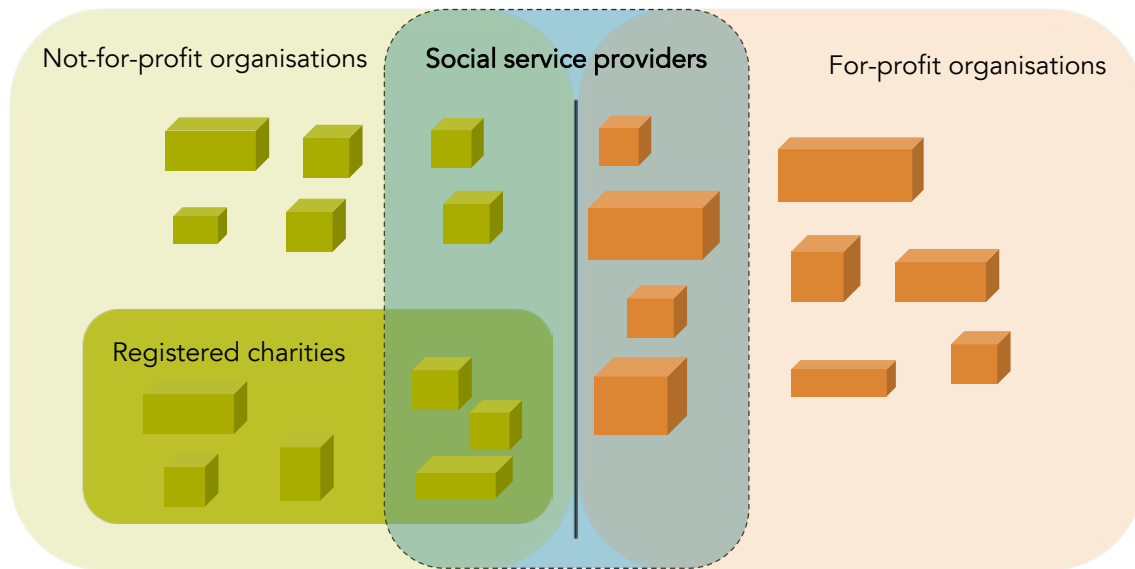 Not-for-profit organisations
Social service providers
For-profit organisations
Registered charities